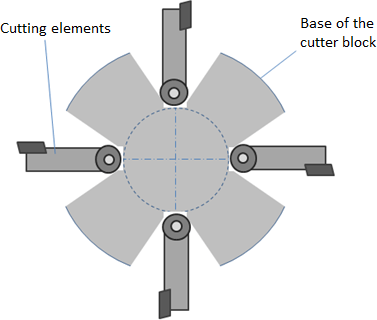 Cutting elements
Base of the
cutter block